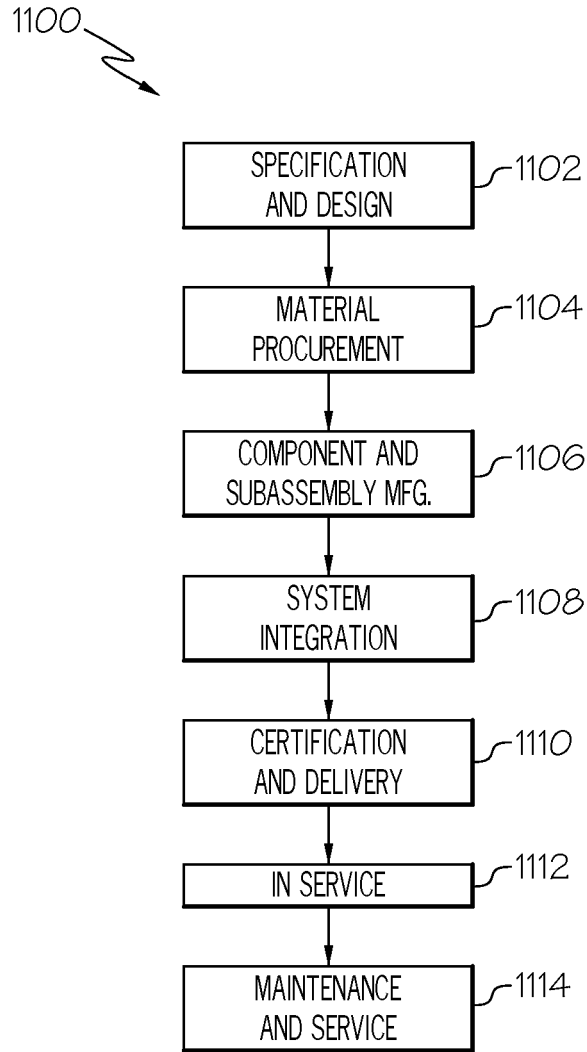 1100
SPECIFICATION
AND DESIGN
1102
MATERIAL
PROCUREMENT
1104
COMPONENT AND
SUBASSEMBLY MFG.
1106
SYSTEM
INTEGRATION
1108
CERTIFICATION
AND DELIVERY
1110
IN SERVICE
1112
MAINTENANCE
AND SERVICE
1114